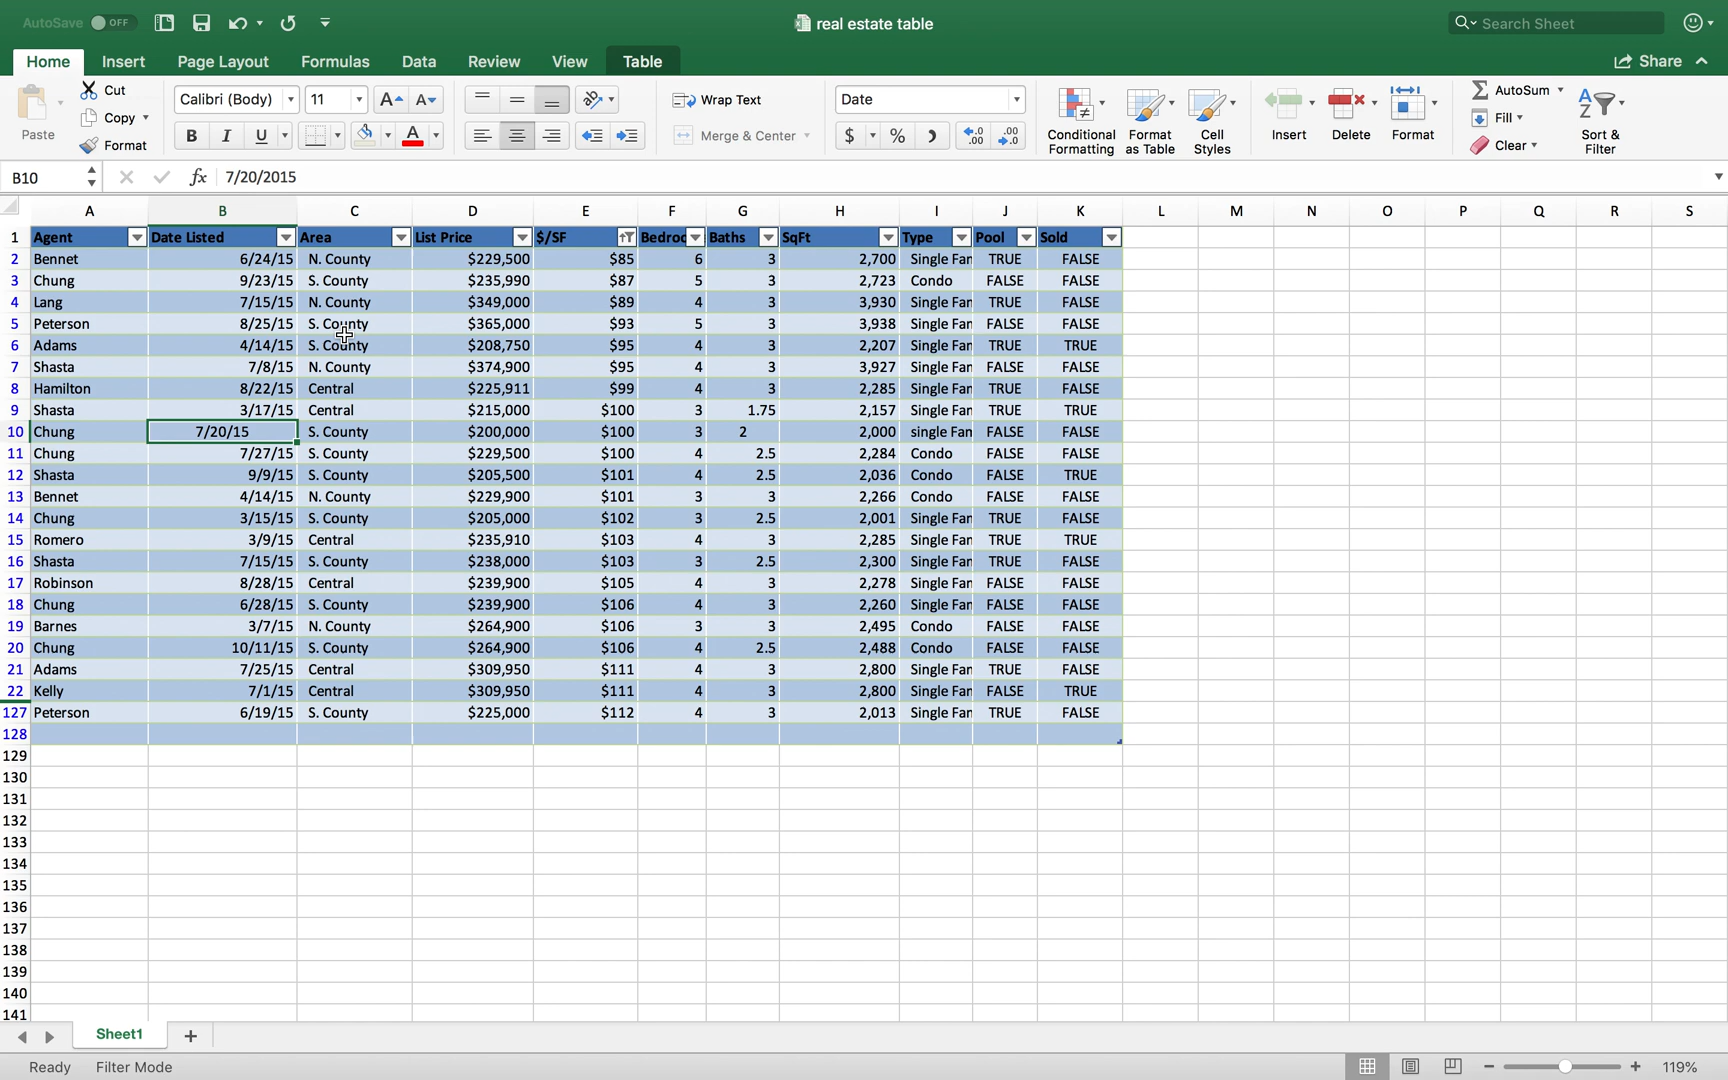 AutoSave OFF real estate table Search Sheet
Home Insert Page Layout Formulas Data Review View Table Share
Paste Cut Copy Format
Calibri (Body) 11 A A
B I U A
Wrap Text
Merge & Center
Date
$ % .0 .00 .00 .0
Conditional Formatting
Format as Table
Cell Styles
Insert Delete Format
AutoSum
Fill
Clear
Sort & Filter
B10 fx 7/20/2015
A B C D E F G H I J K L M N O P Q R S
1 Agent Date Listed Area List Price $/SF Bedroo Baths SqFt Type Pool Sold
2 Bennet 6/24/15 N. County $229,500 $85 6 3 2,700 Single Fan TRUE FALSE
3 Chung 9/23/15 S. County $235,990 $87 5 3 2,723 Condo FALSE FALSE
4 Lang 7/15/15 N. County $349,000 $89 4 3 3,930 Single Fan TRUE FALSE
5 Peterson 8/25/15 S. County $365,000 $93 5 3 3,938 Single Fan FALSE FALSE
6 Adams 4/14/15 S. County $208,750 $95 4 3 2,207 Single Fan TRUE TRUE
7 Shasta 7/8/15 N. County $374,900 $95 4 3 3,927 Single Fan TRUE FALSE
8 Hamilton 8/22/15 Central $225,911 $99 4 3 2,285 Single Fan TRUE FALSE
9 Shasta 3/17/15 Central $215,000 $100 3 1.75 2,157 Single Fan TRUE TRUE
10 Chung 7/20/15 S. County $200,000 $100 3 2 2,000 single Fan FALSE FALSE
11 Chung 7/27/15 S. County $229,500 $100 4 2.5 2,284 Condo FALSE FALSE
12 Shasta 9/9/15 S. County $205,500 $101 4 2.5 2,036 Condo FALSE TRUE
13 Bennet 4/14/15 N. County $229,900 $101 3 3 2,266 Condo FALSE FALSE
14 Chung 3/15/15 S. County $205,000 $102 3 2.5 2,001 Single Fan TRUE FALSE
15 Romero 3/9/15 Central $235,910 $103 4 3 2,285 Single Fan TRUE TRUE
16 Shasta 7/15/15 S. County $238,000 $103 3 2.5 2,300 Single Fan TRUE FALSE
17 Robinson 8/28/15 Central $239,900 $105 4 3 2,278 Single Fan FALSE FALSE
18 Chung 6/28/15 S. County $239,900 $106 4 3 2,260 Single Fan FALSE FALSE
19 Barnes 3/7/15 N. County $264,900 $106 3 3 2,495 Condo FALSE FALSE
20 Chung 10/11/15 S. County $264,900 $106 4 2.5 2,488 Condo FALSE FALSE
21 Adams 7/25/15 Central $309,950 $111 4 3 2,800 Single Fan TRUE FALSE
22 Kelly 7/1/15 Central $309,950 $111 4 3 2,800 Single Fan FALSE TRUE
127 Peterson 6/19/15 S. County $225,000 $112 4 3 2,013 Single Fan TRUE FALSE
128
129
130
131
132
133
134
135
136
137
138
139
140
141
Sheet1
Ready Filter Mode 119%